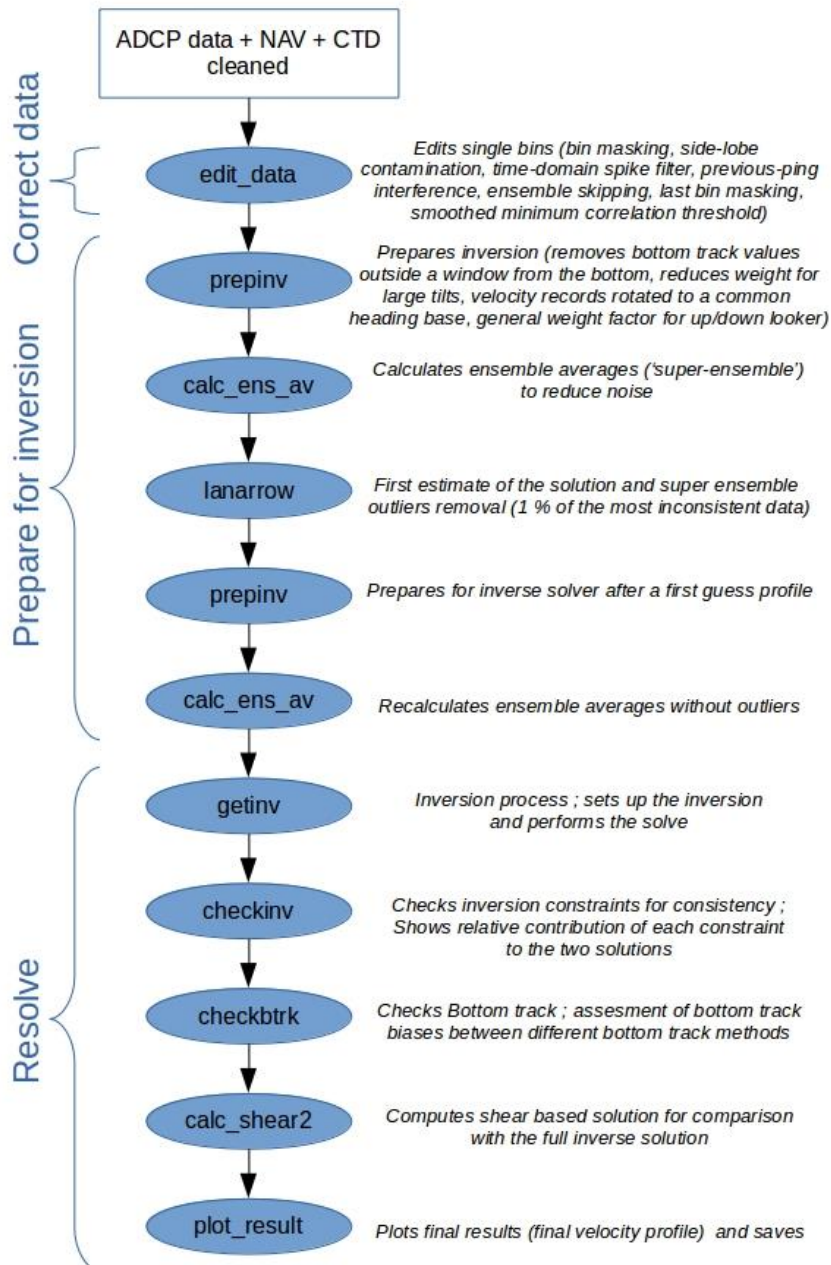 ADCP data + NAV + CTD
cleaned
Correct data
edit_data
Edits single bins (bin masking, side-lobe
contamination, time-domain spike filter, previous-ping
interference, ensemble skipping, last bin masking,
smoothed minimum correlation threshold)
Prepare for inversion
prepinv
Prepares inversion (removes bottom track values
outside a window from the bottom, reduces weight for
large tilts, velocity records rotated to a common
heading base, general weight factor for up/down looker)
calc_ens_av
Calculates ensemble averages (‘super-ensemble’)
to reduce noise
lanarrow
First estimate of the solution and super ensemble
outliers removal (1 % of the most inconsistent data)
prepinv
Prepares for inverse solver after a first guess profile
calc_ens_av
Recalculates ensemble averages without outliers
Resolve
getinv
Inversion process ; sets up the inversion
and performs the solve
checkinv
Checks inversion constraints for consistency ;
Shows relative contribution of each constraint
to the two solutions
checkbtrk
Checks Bottom track ; assesment of bottom track
biases between different bottom track methods
calc_shear2
Computes shear based solution for comparison
with the full inverse solution
plot_result
Plots final results (final velocity profile) and saves